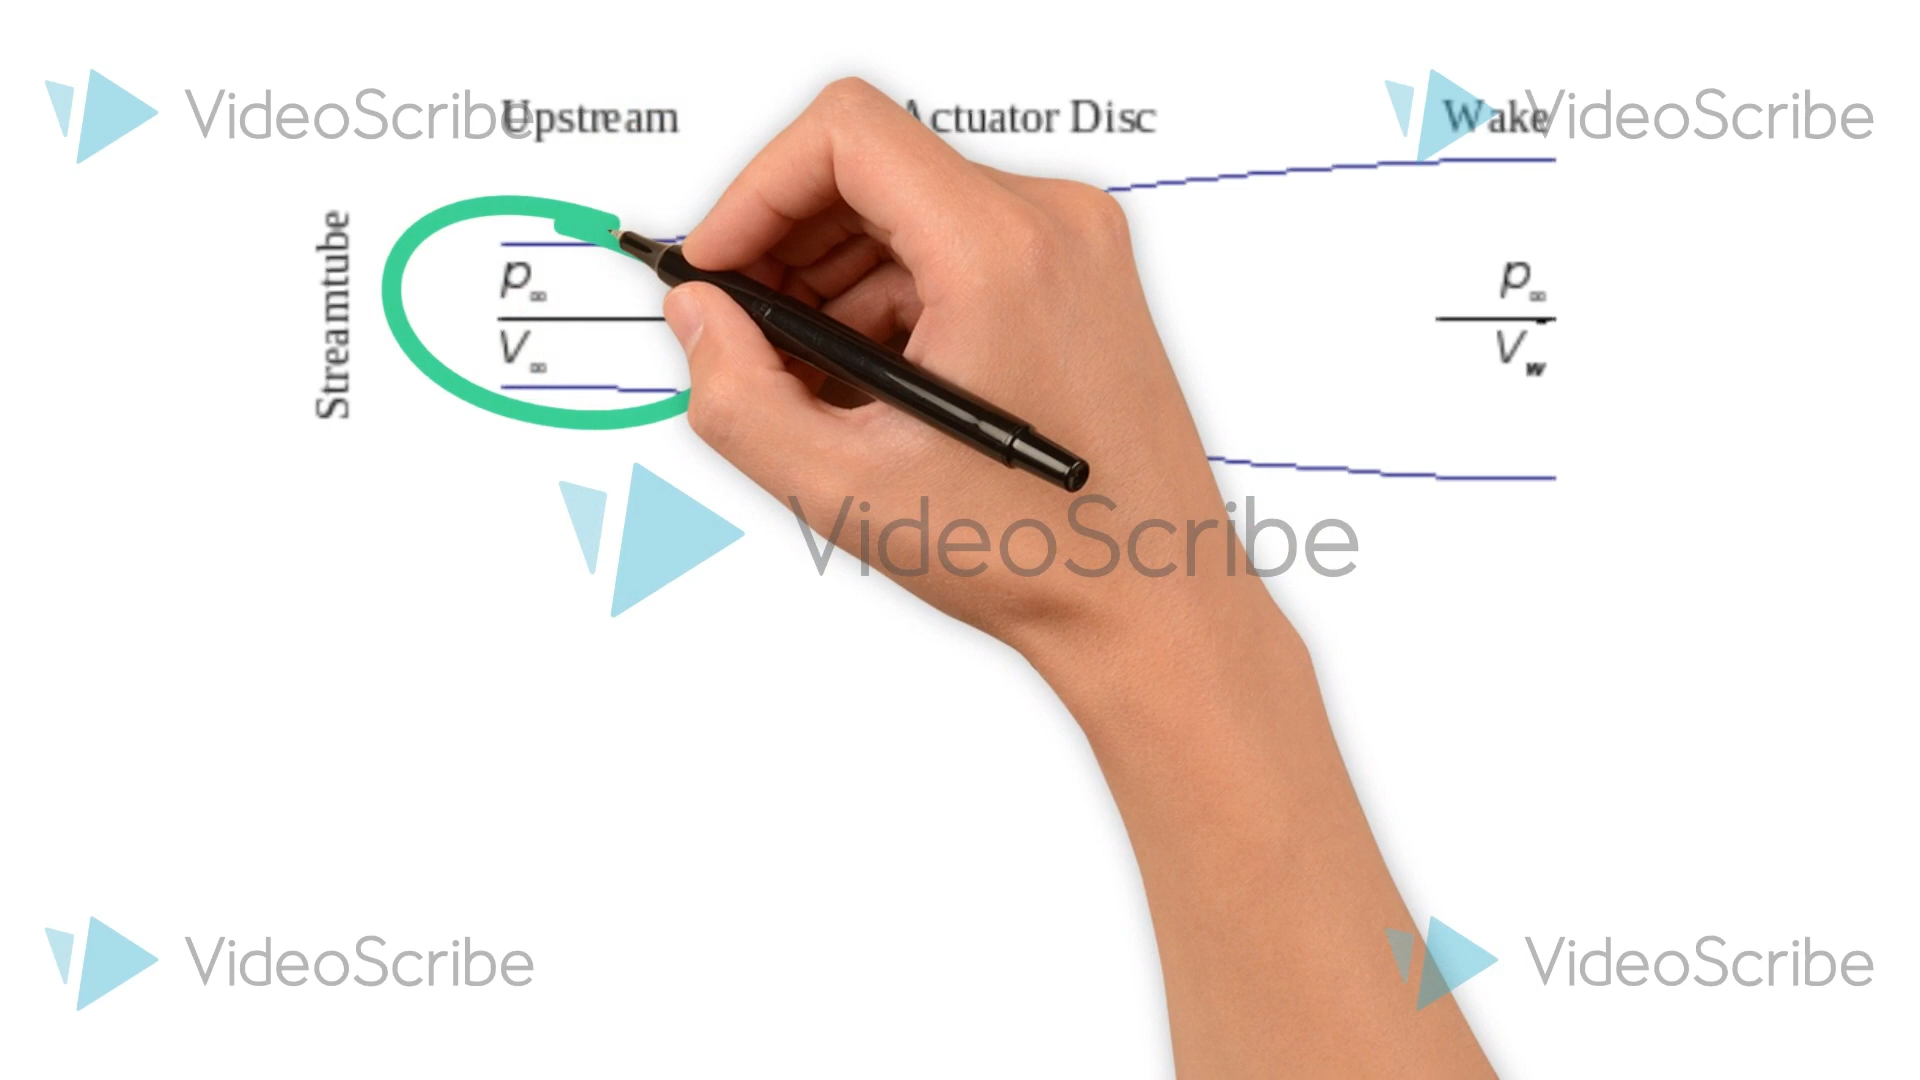 VideoScribe
Upstream
Actuator Disc
Wake
VideoScribe
Streamtube
p∞
V∞
p∞
Vw
VideoScribe
VideoScribe
VideoScribe